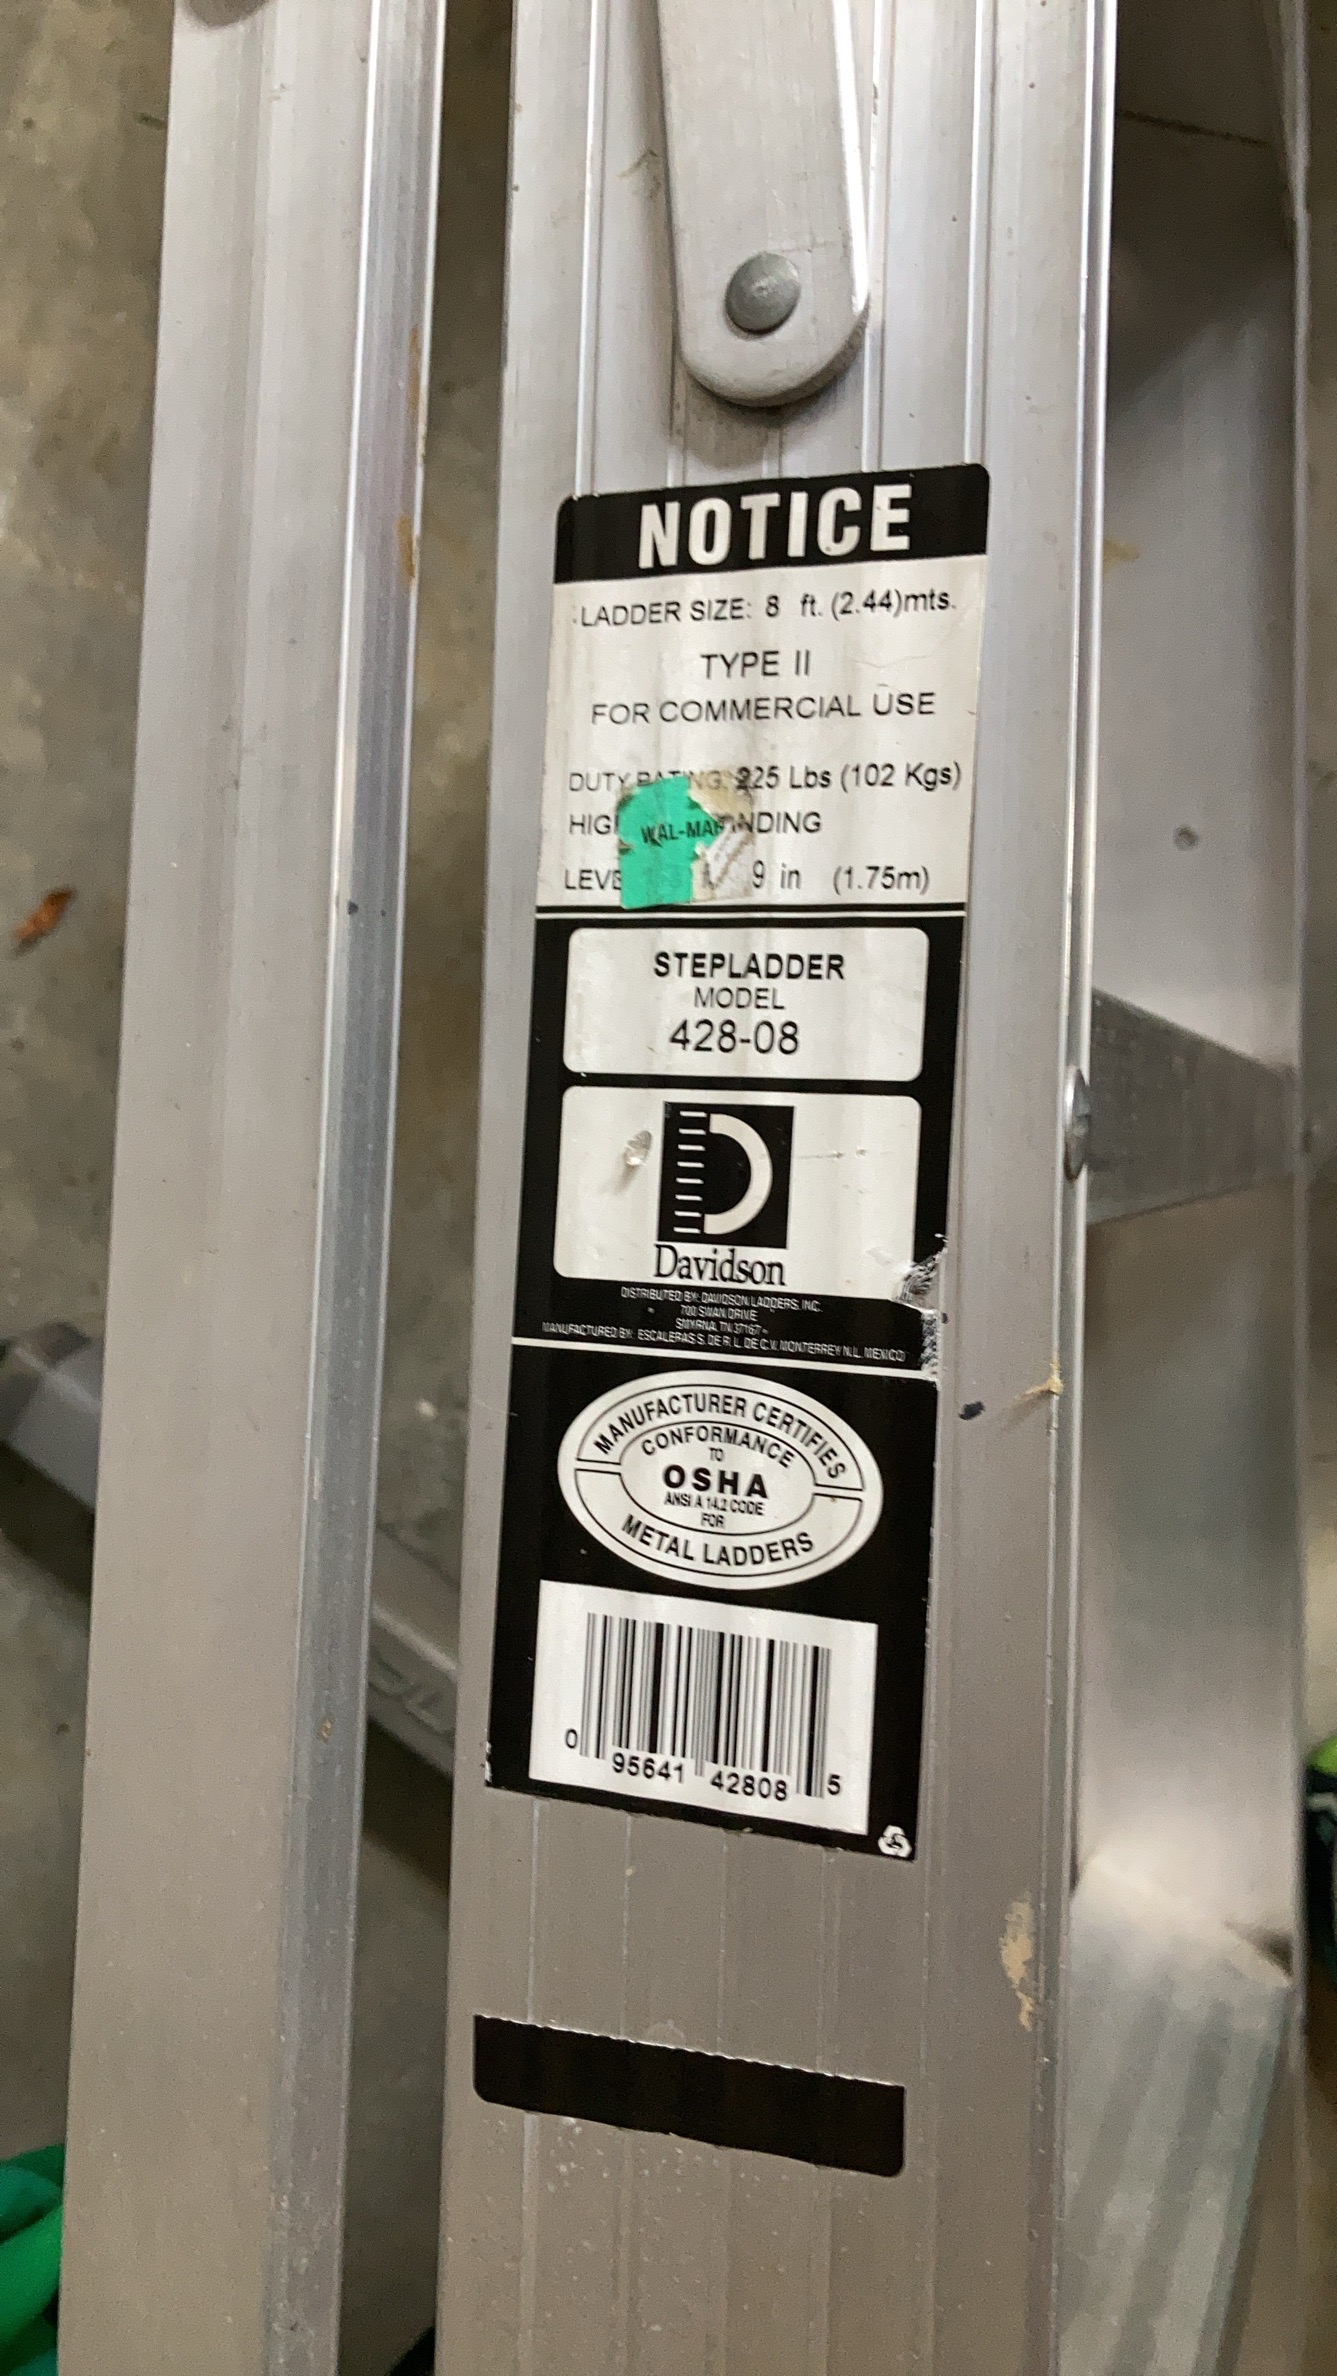 NOTICE
LADDER SIZE: 8 ft. (2.44)mts.
TYPE II
FOR COMMERCIAL USE
DUTY RATING: 225 Lbs (102 Kgs)
WAL-MA
9 in (1.75m)
STEPLADDER
MODEL
428-08
Davidson
DISTRIBUTED BY: DAVIDSON LADDERS, INC.
700 SWAN DRIVE
SMYRNA, TN 37167
MANUFACTURED BY: ESCALERAS S. DE R. L. DE C.V. MONTERREY N.L. MEXICO
MANUFACTURER CERTIFIES
CONFORMANCE
TO
OSHA
ANSI A 14.2 CODE
FOR
METAL LADDERS
0 95641 42808 5